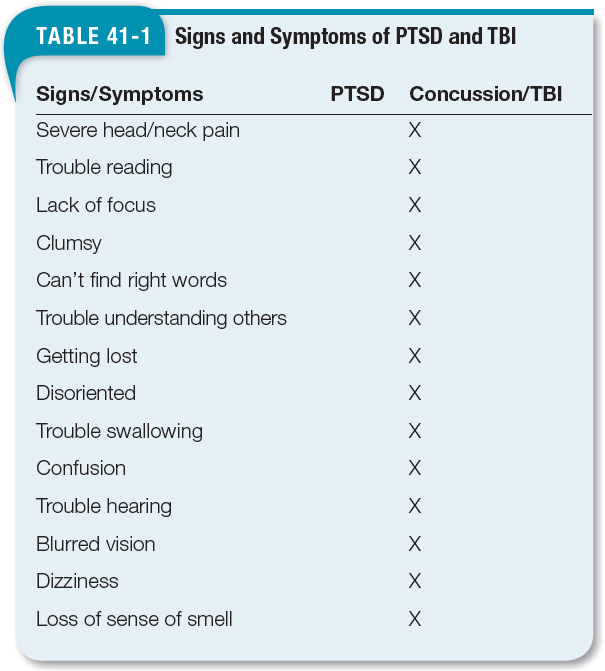 TABLE 41-1 Signs and Symptoms of PTSD and TBI
Signs/Symptoms PTSD Concussion/TBI
Severe head/neck pain X
Trouble reading X
Lack of focus X
Clumsy X
Can't find right words X
Trouble understanding others X
Getting lost X
Disoriented X
Trouble swallowing X
Confusion X
Trouble hearing X
Blurred vision X
Dizziness X
Loss of sense of smell X